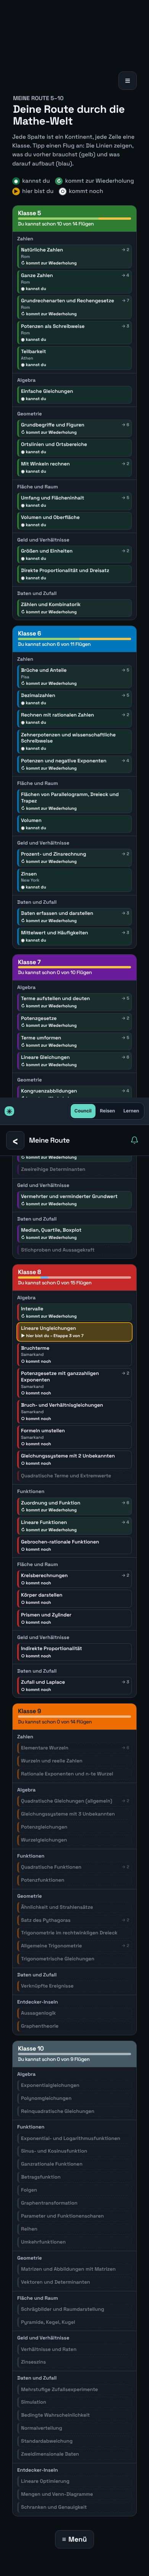 MEINE ROUTE 5–10
Deine Route durch die
Mathe-Welt
Jede Spalte ist ein Kontinent, jede Zeile eine
Klasse. Tipp einen Flug an: Sie Linien zeigen,
was du vorher brauchst (gelb) und was
darauf aufbaut (blau).
kannst du
kommt zur Wiederholung
hier bist du
kommt noch
Klasse 5
Du kannst schon 10 von 14 Flügen
Zahlen
Natürliche Zahlen
Rom
kommt zur Wiederholung
Ganze Zahlen
Rom
kannst du
Grundrechenarten und Rechengesetze
Rom
kommt zur Wiederholung
Potenzen als Schreibweise
Rom
kannst du
Teilbarkeit
Athen
kannst du
Algebra
Einfache Gleichungen
kannst du
Geometrie
Grundbegriffe und Figuren
kommt zur Wiederholung
Ortslinien und Ortsbereiche
kannst du
Mit Winkeln rechnen
kannst du
Fläche und Raum
Umfang und Flächeninhalt
kommt zur Wiederholung
Volumen und Oberfläche
kannst du
Geld und Verhältnisse
Größen und Einheiten
kannst du
Direkte Proportionalität und Dreisatz
kannst du
Daten und Zufall
Zählen und Kombinatorik
kommt zur Wiederholung
Klasse 6
Du kannst schon 6 von 11 Flügen
Zahlen
Brüche und Anteile
Pisa
kommt zur Wiederholung
Dezimalzahlen
kannst du
Rechnen mit rationalen Zahlen
kannst du
Zehnerpotenzen und wissenschaftliche
Schreibweise
kannst du
Potenzen und negative Exponenten
kommt zur Wiederholung
Fläche und Raum
Flächen von Parallelogramm, Dreieck und
Trapez
kommt zur Wiederholung
Volumen
kannst du
Geld und Verhältnisse
Prozent- und Zinsrechnung
kommt zur Wiederholung
Zinsen
New York
kannst du
Daten und Zufall
Daten erfassen und darstellen
kommt zur Wiederholung
Mittelwert und Häufigkeiten
kannst du
Klasse 7
Du kannst schon 0 von 10 Flügen
Algebra
Terme aufstellen und deuten
kommt zur Wiederholung
Potenzgesetze
kommt zur Wiederholung
Terme umformen
kommt zur Wiederholung
Lineare Gleichungen
kommt zur Wiederholung
Geometrie
Kongruenzabbildungen
kommt zur Wiederholung
Council
Reisen
Lernen
Meine Route
kommt zur Wiederholung
Zweireihige Determinanten
Geld und Verhältnisse
Vermehrter und verminderter Grundwert
kommt zur Wiederholung
Daten und Zufall
Median, Quartile, Boxplot
kommt zur Wiederholung
Stichproben und Aussagekraft
Klasse 8
Du kannst schon 0 von 15 Flügen
Algebra
Intervalle
kommt zur Wiederholung
Lineare Ungleichungen
hier bist du – Etappe 3 von 7
Bruchterme
Samarkand
kommt noch
Potenzgesetze mit ganzzahligen
Exponenten
Samarkand
kommt noch
Bruch- und Verhältnisgleichungen
Samarkand
kommt noch
Formeln umstellen
Samarkand
kommt noch
Gleichungssysteme mit 2 Unbekannten
kommt noch
Quadratische Terme und Extremwerte
Funktionen
Zuordnung und Funktion
kommt zur Wiederholung
Lineare Funktionen
kommt zur Wiederholung
Gebrochen-rationale Funktionen
kommt noch
Fläche und Raum
Kreisberechnungen
kommt noch
Körper darstellen
kommt noch
Prismen und Zylinder
kommt noch
Geld und Verhältnisse
Indirekte Proportionalität
kommt noch
Daten und Zufall
Zufall und Laplace
kommt noch
Klasse 9
Du kannst schon 0 von 14 Flügen
Zahlen
Elementare Wurzeln
Wurzeln und reelle Zahlen
Rationale Exponenten und n-te Wurzel
Algebra
Quadratische Gleichungen (allgemein)
Gleichungssysteme mit 3 Unbekannten
Potenzgleichungen
Wurzelgleichungen
Funktionen
Quadratische Funktionen
Potenzfunktionen
Geometrie
Ähnlichkeit und Strahlensätze
Satz des Pythagoras
Trigonometrie im rechtwinkligen Dreieck
Allgemeine Trigonometrie
Trigonometrische Gleichungen
Daten und Zufall
Verknüpfte Ereignisse
Entdecker-Inseln
Aussagenlogik
Graphentheorie
Klasse 10
Du kannst schon 0 von 9 Flügen
Algebra
Exponentialgleichungen
Polynomgleichungen
Reinquadratische Gleichungen
Funktionen
Exponential- und Logarithmusfunktionen
Sinus- und Kosinusfunktion
Ganzrationale Funktionen
Betragsfunktion
Folgen
Graphentransformation
Parameter und Funktionenscharen
Reihen
Umkehrfunktionen
Geometrie
Matrizen und Abbildungen mit Matrizen
Vektoren und Determinanten
Fläche und Raum
Schrägbilder und Raumdarstellung
Pyramide, Kegel, Kugel
Geld und Verhältnisse
Verhältnisse und Raten
Zinseszins
Daten und Zufall
Mehrstufige Zufallsexperimente
Simulation
Bedingte Wahrscheinlichkeit
Normalverteilung
Standardabweichung
Zweidimensionale Daten
Entdecker-Inseln
Lineare Optimierung
Mengen und Venn-Diagramme
Schranken und Genauigkeit
≡ Menü